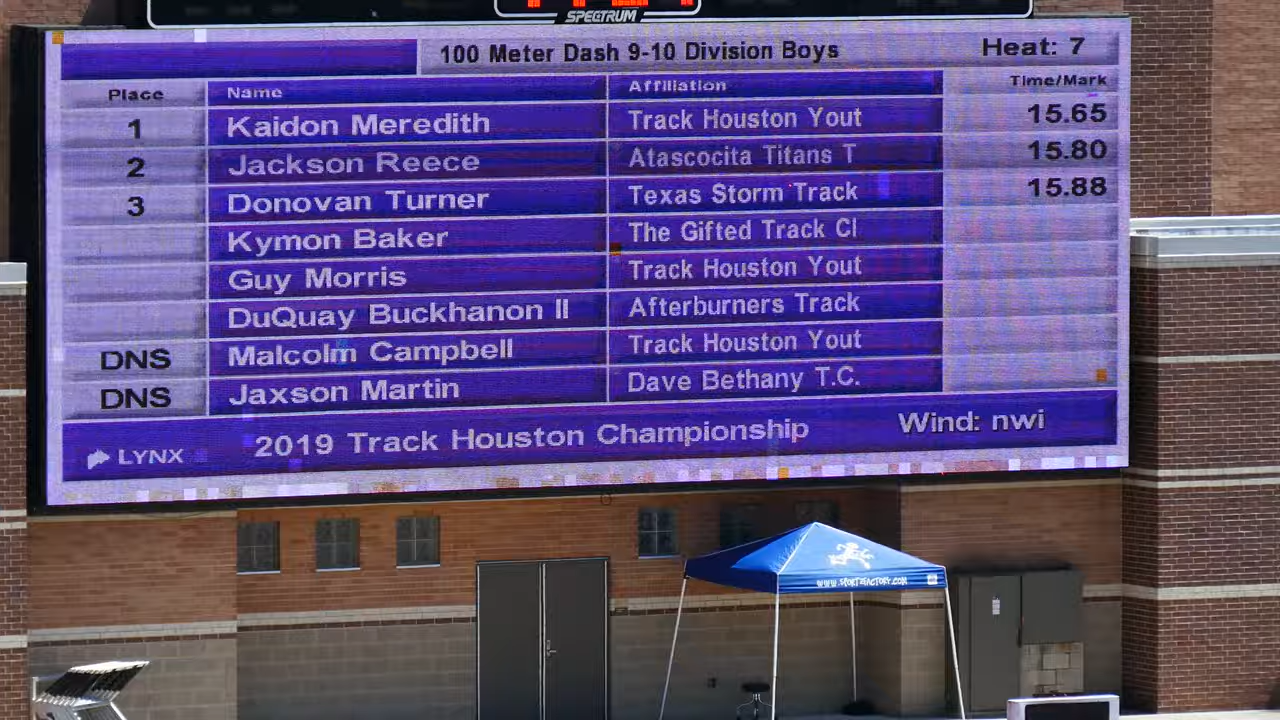 SPECTRUM
100 Meter Dash 9-10 Division Boys Heat: 7
Place Name Affiliation Time/Mark
1 Kaidon Meredith Track Houston Yout 15.65
2 Jackson Reece Atascocita Titans T 15.80
3 Donovan Turner Texas Storm Track 15.88
Kymon Baker The Gifted Track Cl
Guy Morris Track Houston Yout
DuQuay Buckhanon II Afterburners Track
DNS Malcolm Campbell Track Houston Yout
DNS Jaxson Martin Dave Bethany T.C.
LYNX 2019 Track Houston Championship Wind: nwi
WWW.SPORTZFACTORY.COM